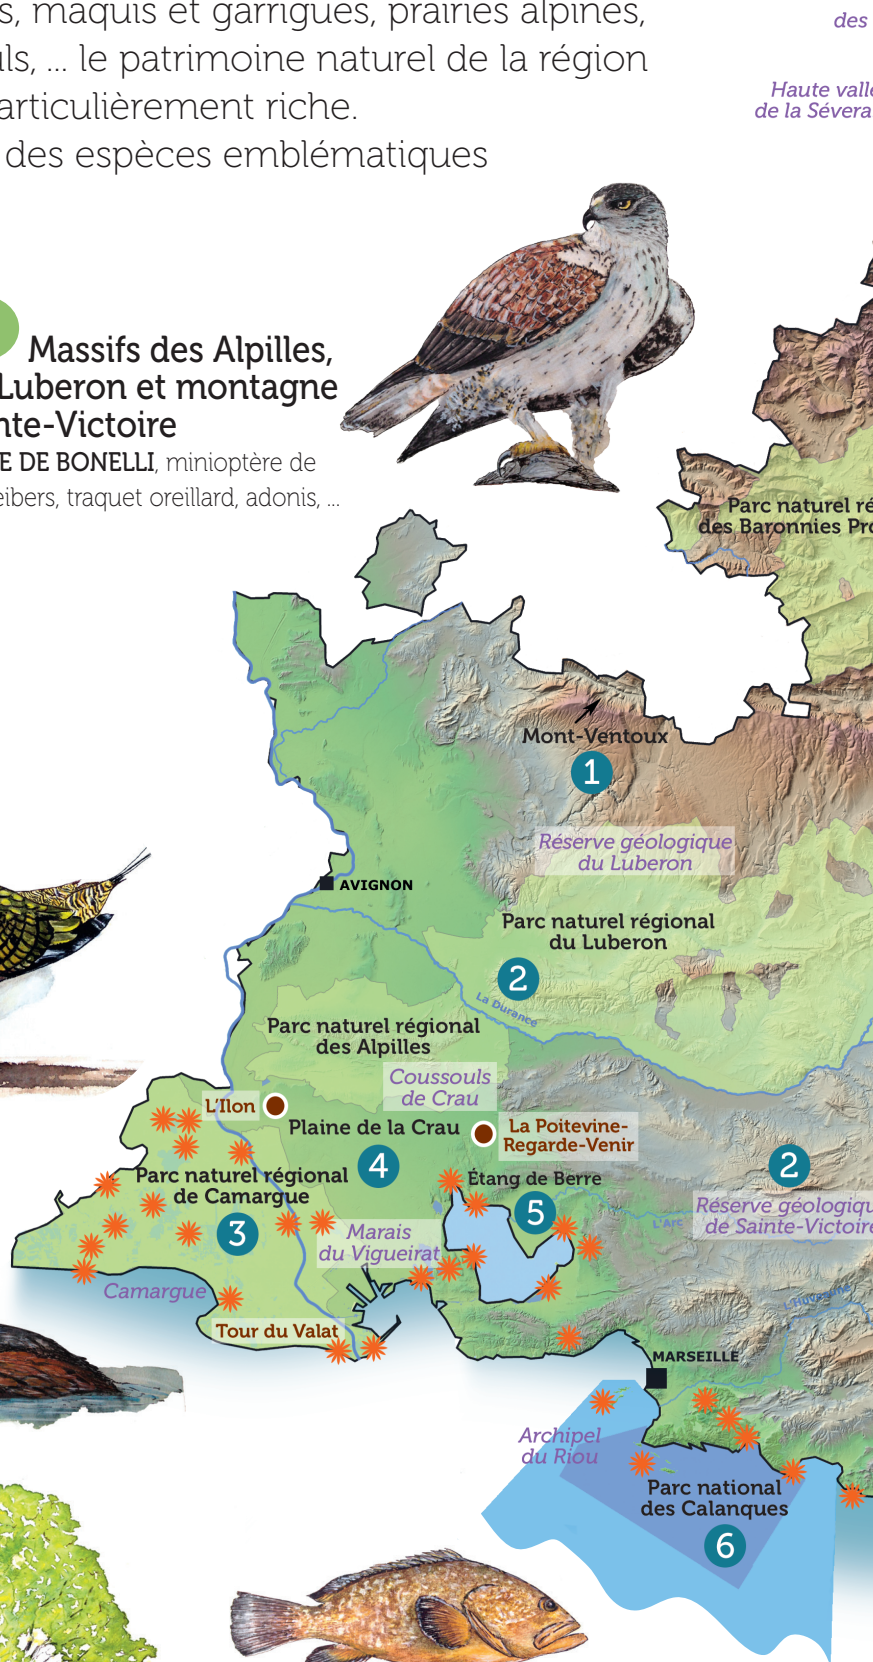 s, maquis et garrigues, prairies alpines,
ls, ... le patrimoine naturel de la région
articulièrement riche.
des espèces emblématiques
des
Haute vallé
de la Sévera
Massifs des Alpilles,
Luberon et montagne
nte-Victoire
E DE BONELLI, minioptère de
eibers, traquet oreillard, adonis, ...
Parc naturel ré
des Baronnies Pro
Mont-Ventoux
1
Réserve géologique
du Luberon
AVIGNON
Parc naturel régional
du Luberon
2
La Durance
Parc naturel régional
des Alpilles
Coussouls
de Crau
L'Ilon
Plaine de la Crau
La Poitevine-
Regarde-Venir
4
2
Parc naturel régional
de Camargue
3
Étang de Berre
5
Réserve géologiqu
de Sainte-Victoire
L'Arc
Marais
du Vigueirat
Camargue
L'Huveaune
Tour du Valat
MARSEILLE
Archipel
du Riou
Parc national
des Calanques
6